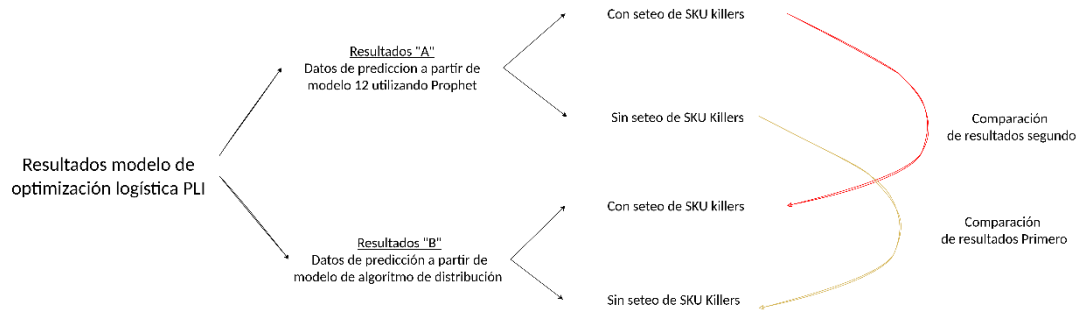 Resultados modelo de
optimización logística PLI
Resultados "A"
Datos de prediccion a partir de
modelo 12 utilizando Prophet
Resultados "B"
Datos de predicción a partir de
modelo de algoritmo de distribución
Con seteo de SKU killers
Sin seteo de SKU Killers
Con seteo de SKU killers
Sin seteo de SKU Killers
Comparación
de resultados segundo
Comparación
de resultados Primero